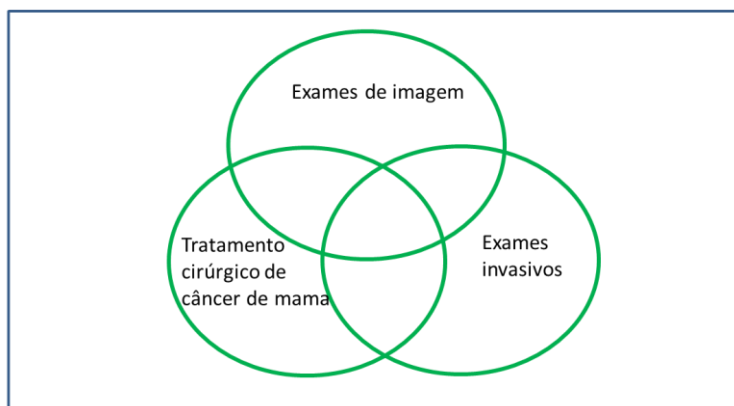 Exames de imagem
Tratamento
cirúrgico de
câncer de mama
Exames
invasivos